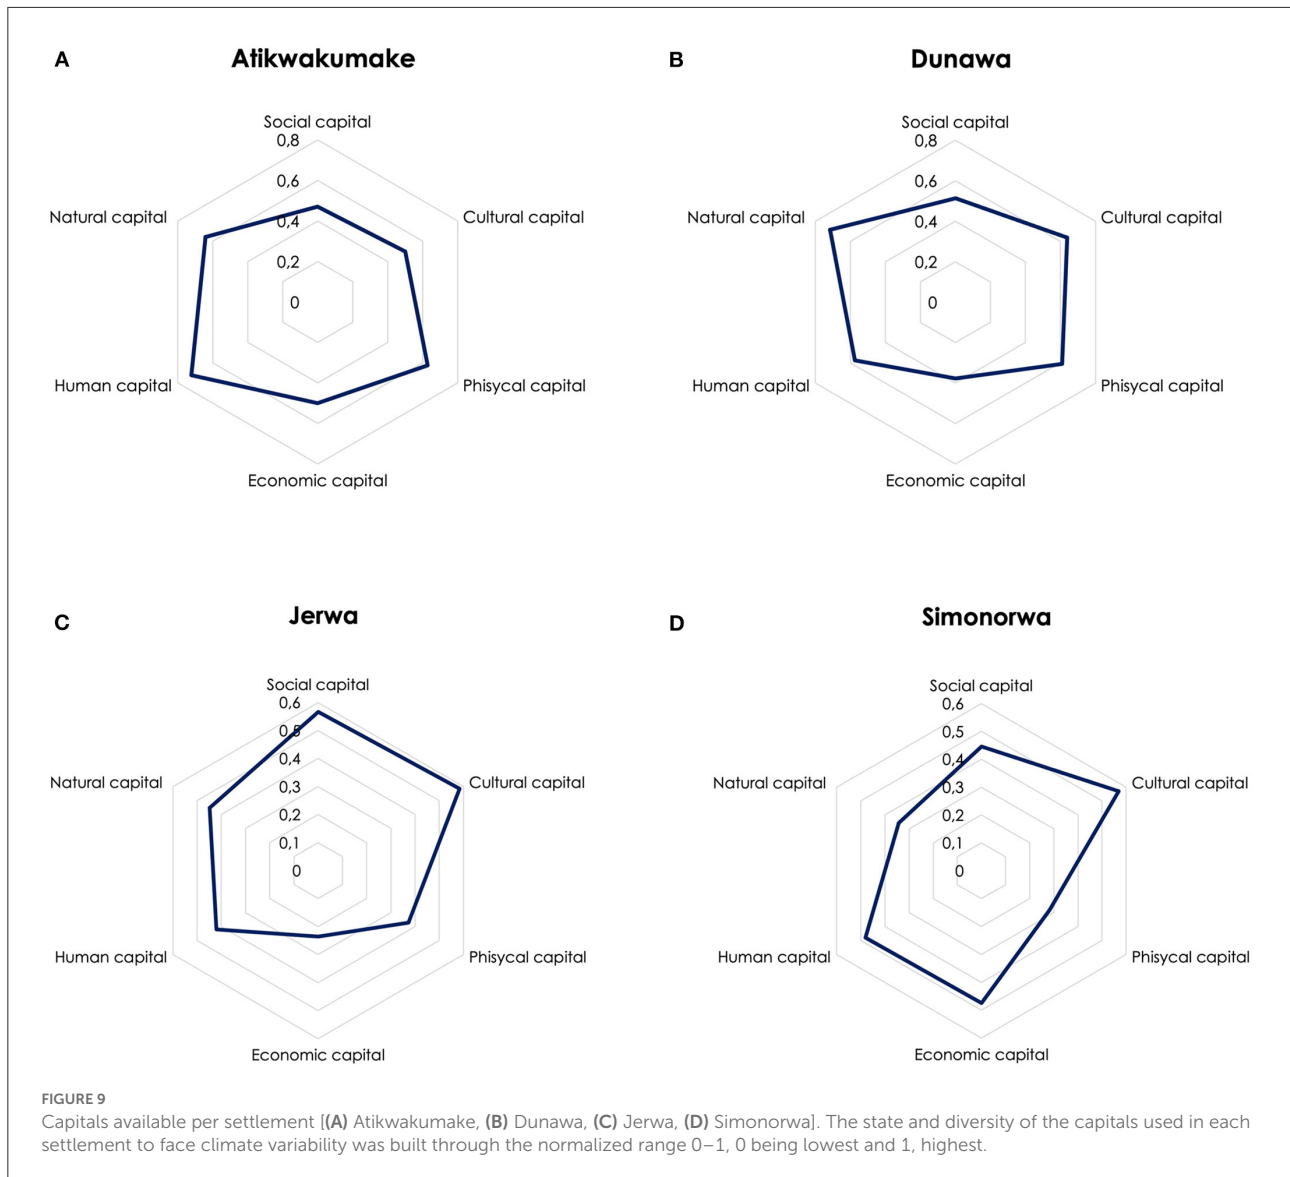 A
Atikwakumake
Social capital
0,8
0,6
0,4
0,2
0
Natural capital
Cultural capital
Human capital
Phisycal capital
Economic capital
B
Dunawa
Social capital
0,8
0,6
0,4
0,2
0
Natural capital
Cultural capital
Human capital
Phisycal capital
Economic capital
C
Jerwa
Social capital
0,6
0,5
0,4
0,3
0,2
0,1
0
Natural capital
Cultural capital
Human capital
Phisycal capital
Economic capital
D
Simonorwa
Social capital
0,6
0,5
0,4
0,3
0,2
0,1
0
Natural capital
Cultural capital
Human capital
Phisycal capital
Economic capital
FIGURE 9
Capitals available per settlement [(A) Atikwakumake, (B) Dunawa, (C) Jerwa, (D) Simonorwa]. The state and diversity of the capitals used in each
settlement to face climate variability was built through the normalized range 0–1, 0 being lowest and 1, highest.